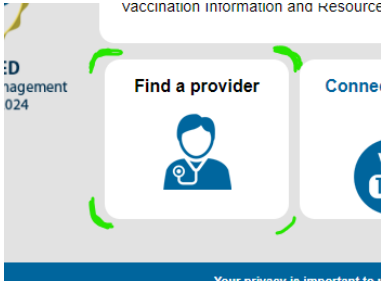 Vaccination Information and Resource
ED
nagement
024
Find a provider
Conne
T
Your privacy is important to